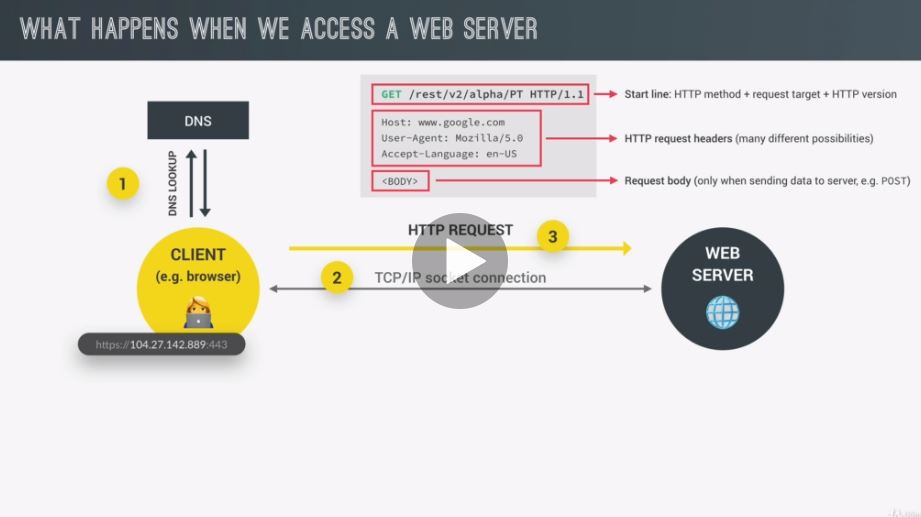 WHAT HAPPENS WHEN WE ACCESS A WEB SERVER
GET /rest/v2/alpha/PT HTTP/1.1
Start line: HTTP method + request target + HTTP version
Host: www.google.com
User-Agent: Mozilla/5.0
Accept-Language: en-US
HTTP request headers (many different possibilities)
<BODY>
Request body (only when sending data to server, e.g. POST)
DNS
1
DNS LOOKUP
CLIENT
(e.g. browser)
HTTP REQUEST
3
2
TCP/IP socket connection
WEB
SERVER
https://104.27.142.889:443